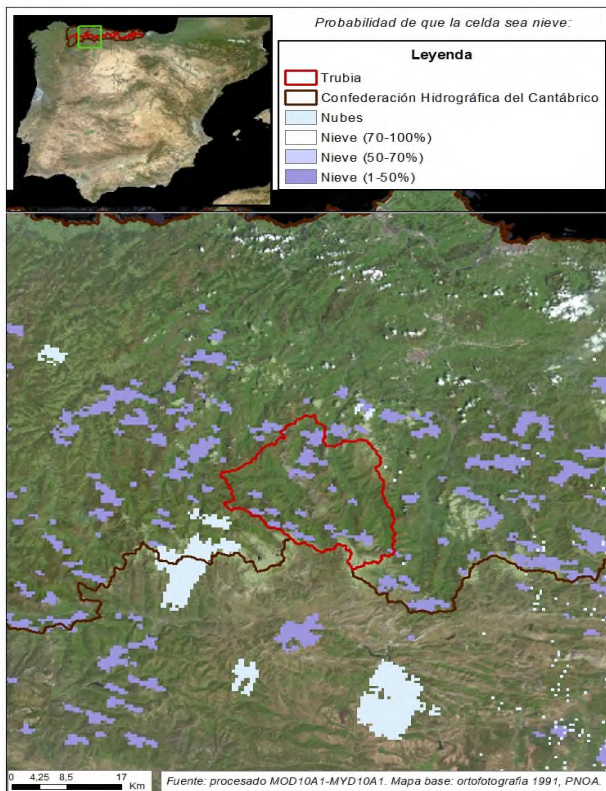 Probabilidad de que la celda sea nieve:
Leyenda
Trubia
Confederación Hidrográfica del Cantábrico
Nubes
Nieve (70-100%)
Nieve (50-70%)
Nieve (1-50%)
0 4,25 8,5 17
Km
Fuente: procesado MOD10A1-MYD10A1. Mapa base: ortofotografia 1991, PNOA.